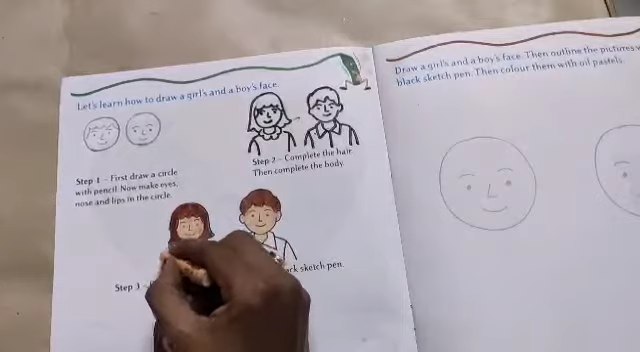 Let's learn how to draw a girl's and a boy's face.
Step 1 - First draw a circle
with pencil. Now make eyes,
nose and lips in the circle.
Step 2 - Complete the hair.
Then complete the body.
Step 3 -
black sketch pen.
Draw a girl's and a boy's face. Then outline the pictures
black sketch pen. Then colour them with oil pastels.